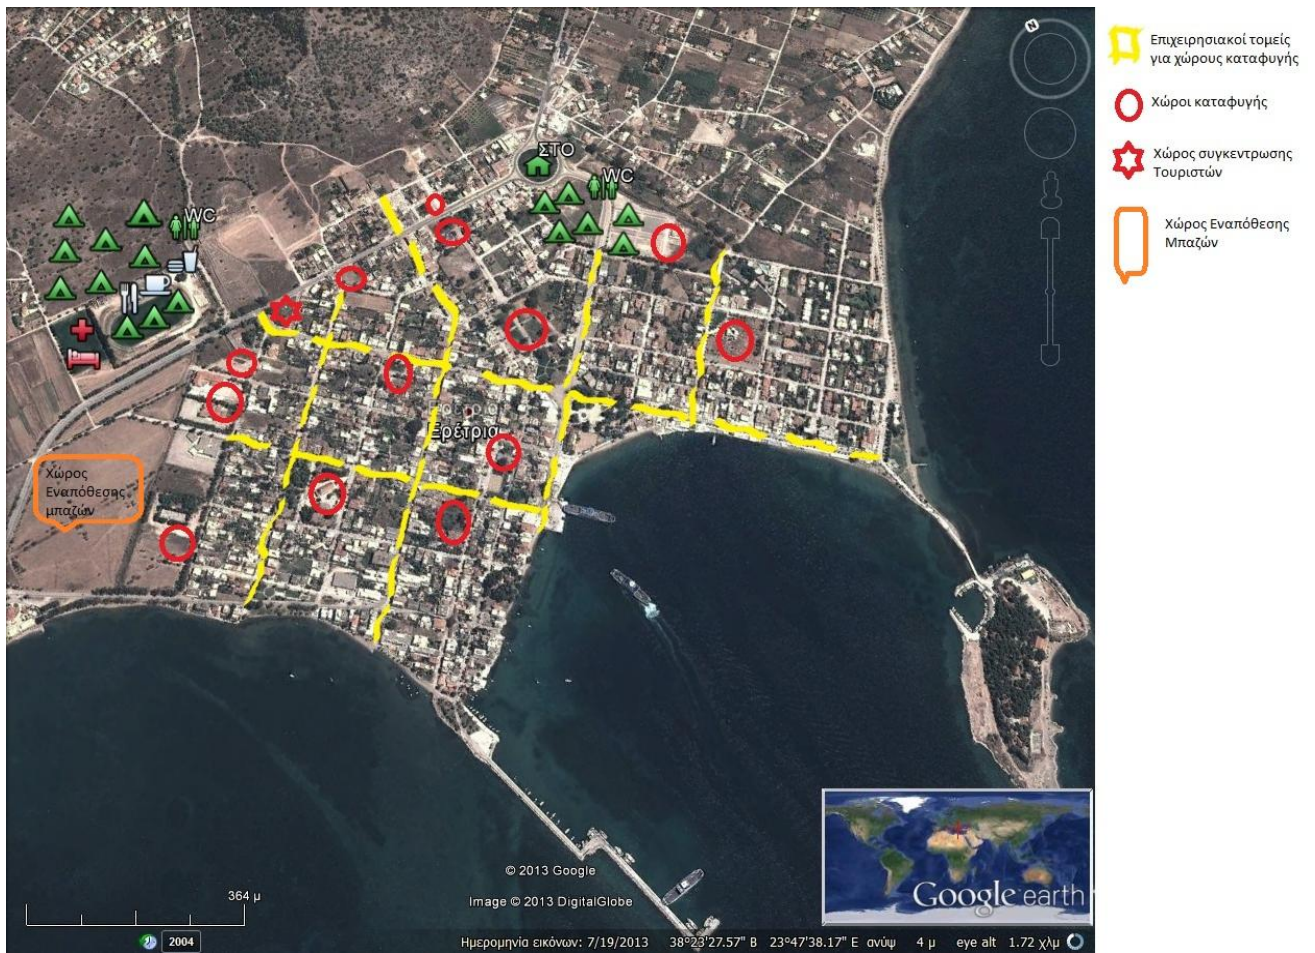 Επιχειρησιακοί τομείς
για χώρους καταφυγής
Χώροι καταφυγής
Χώρος συγκεντρωσης
Τουριστών
Χώρος Εναπόθεσης
Μπαζών
N
ΣΤΟ
WC
WC
Ερέτρια
Χώρος
Εναπόθεσης
μπαζών
© 2013 Google
Image © 2013 DigitalGlobe
Google earth
364 μ
2004
Ημερομηνία εικόνων: 7/19/2013 38°23'27.57" Β 23°47'38.17" Ε ανύψ 4 μ eye alt 1.72 χλμ